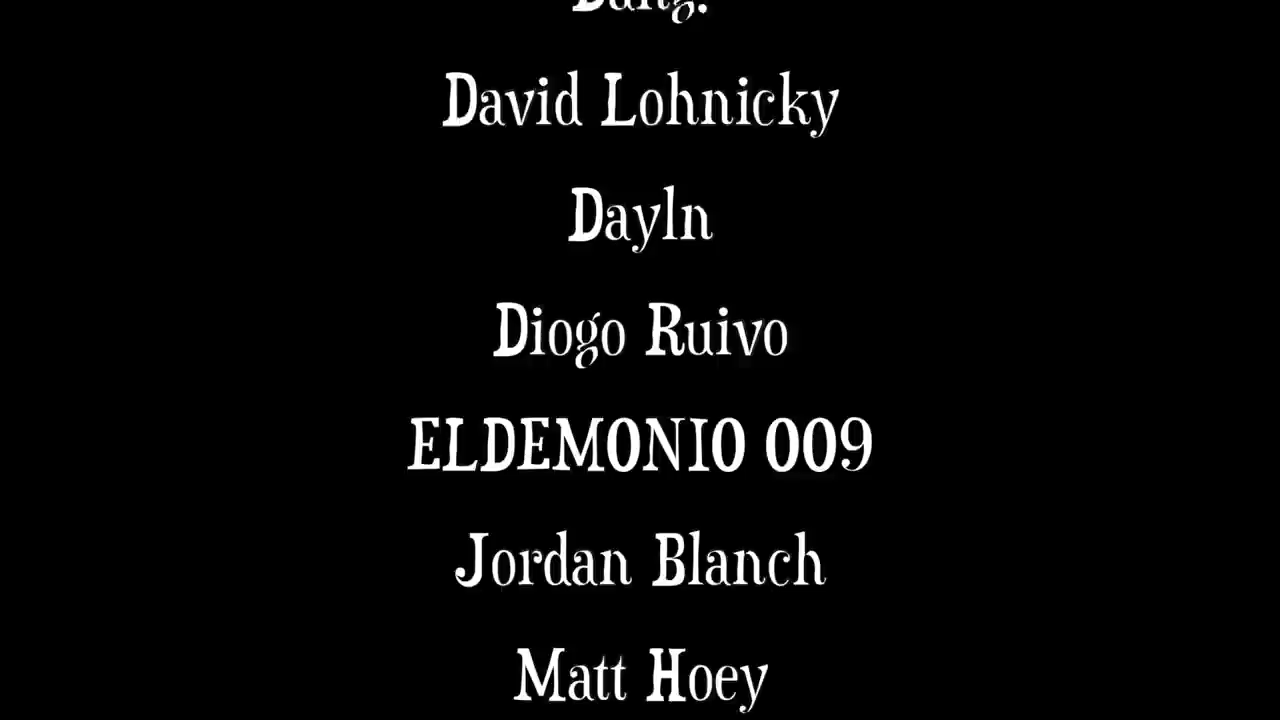 David Lohnicky
Dayln
Diogo Ruivo
ELDEMONIO 009
Jordan Blanch
Matt Hoey